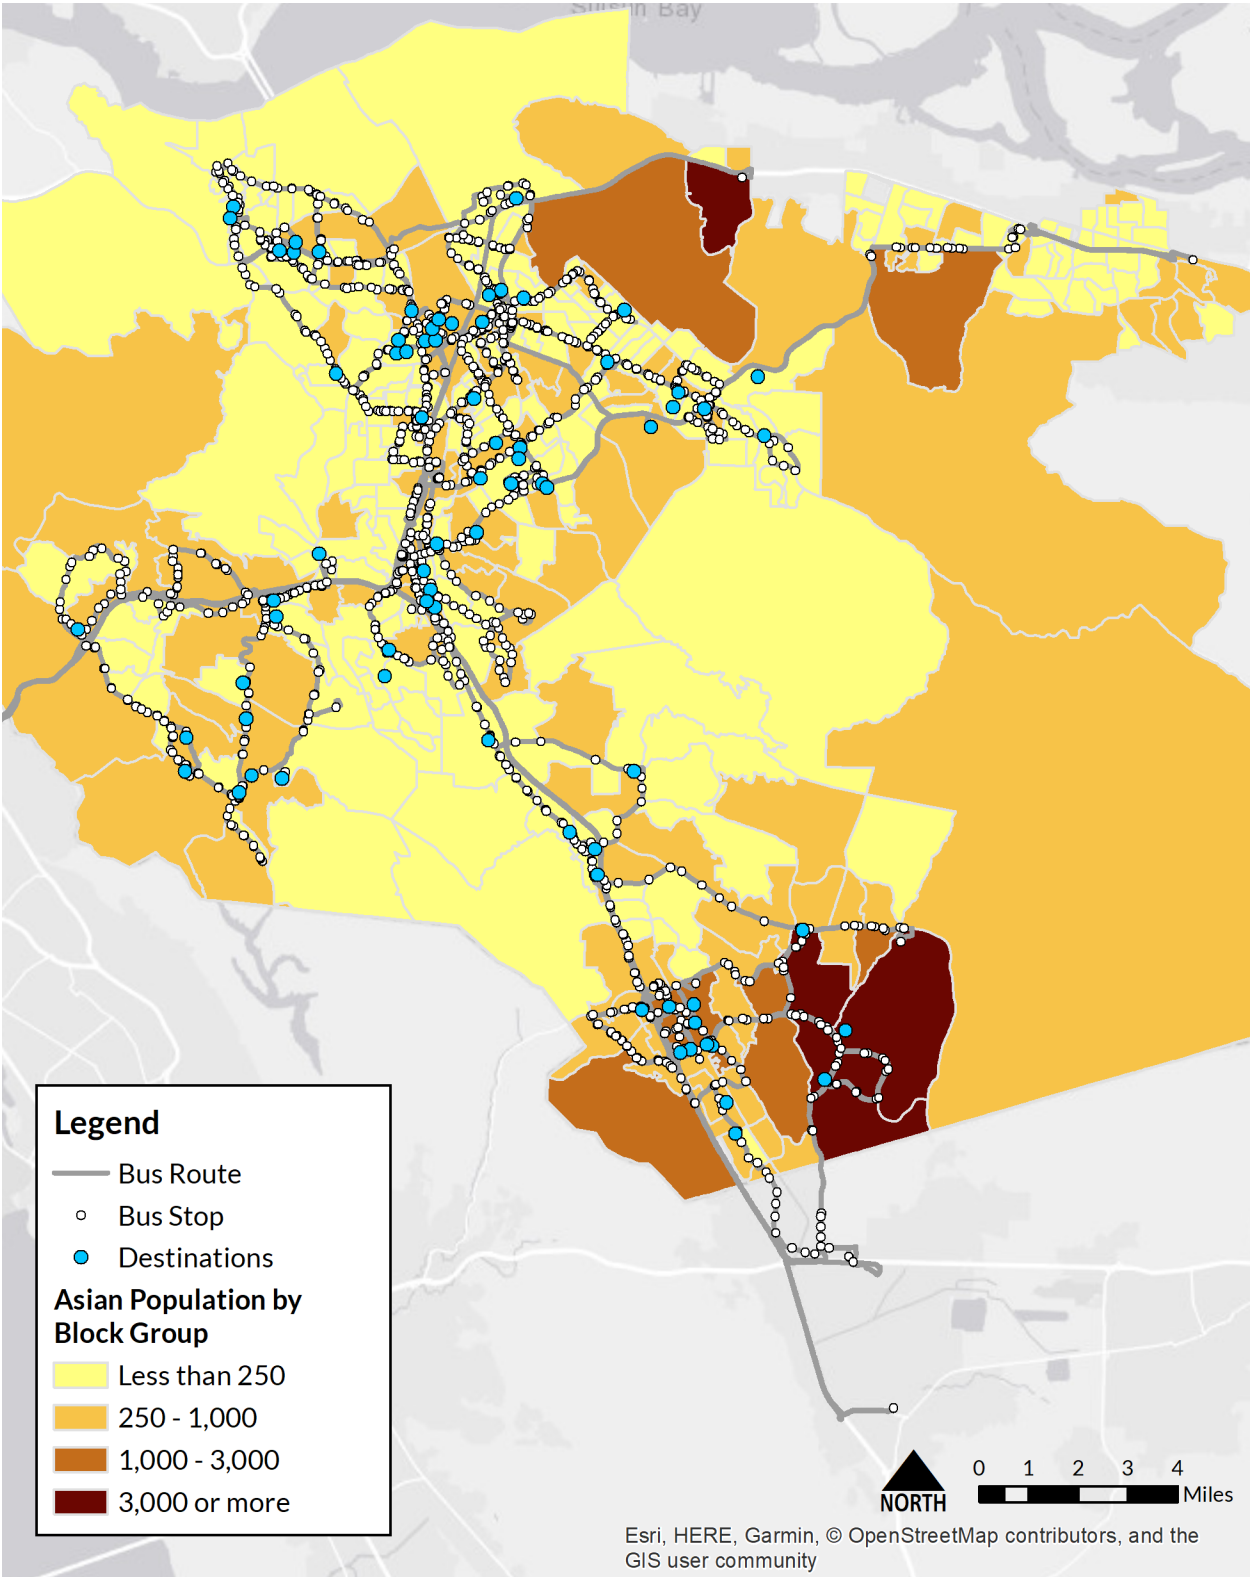 Suisun Bay
Legend
Bus Route
Bus Stop
Destinations
Asian Population by
Block Group
Less than 250
250 - 1,000
1,000 - 3,000
3,000 or more
NORTH
0 1 2 3 4
Miles
Esri, HERE, Garmin, © OpenStreetMap contributors, and the
GIS user community